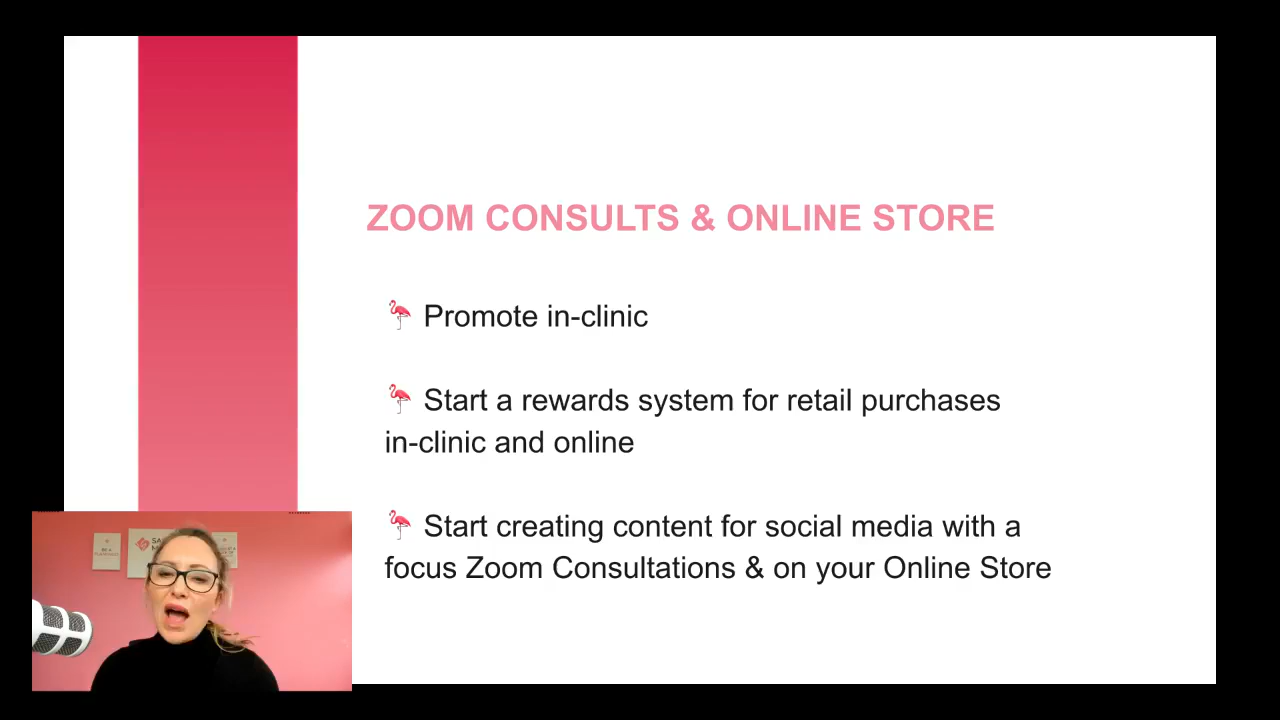 ZOOM CONSULTS & ONLINE STORE
Promote in-clinic
Start a rewards system for retail purchases
in-clinic and online
Start creating content for social media with a
focus Zoom Consultations & on your Online Store